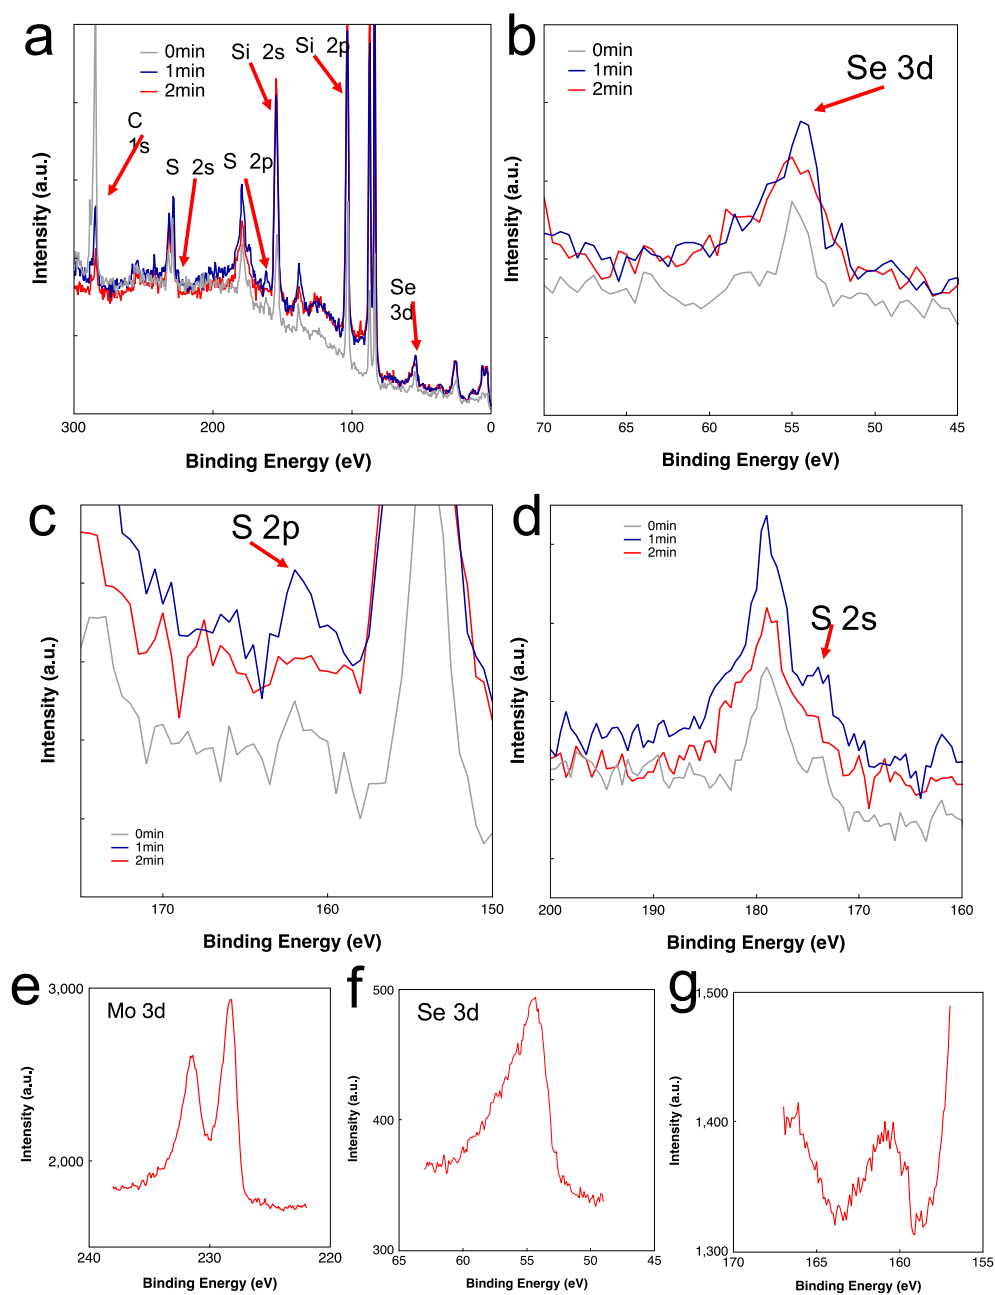 a
0min
1min
2min
Si 2s
Si 2p
C
1s
S 2s
S 2p
Se
3d
Intensity (a.u.)
300
200
100
0
Binding Energy (eV)
b
0min
1min
2min
Se 3d
Intensity (a.u.)
70
65
60
55
50
45
Binding Energy (eV)
c
S 2p
Intensity (a.u.)
0min
1min
2min
170
160
150
Binding Energy (eV)
d
0min
1min
2min
S 2s
Intensity (a.u.)
200
190
180
170
160
Binding Energy (eV)
e
3,000
Mo 3d
Intensity (a.u.)
2,000
240
230
220
Binding Energy (eV)
f
500
Se 3d
Intensity (a.u.)
400
300
65
60
55
50
45
Binding Energy (eV)
g
1,500
Intensity (a.u.)
1,400
1,300
170
165
160
155
Binding Energy (eV)